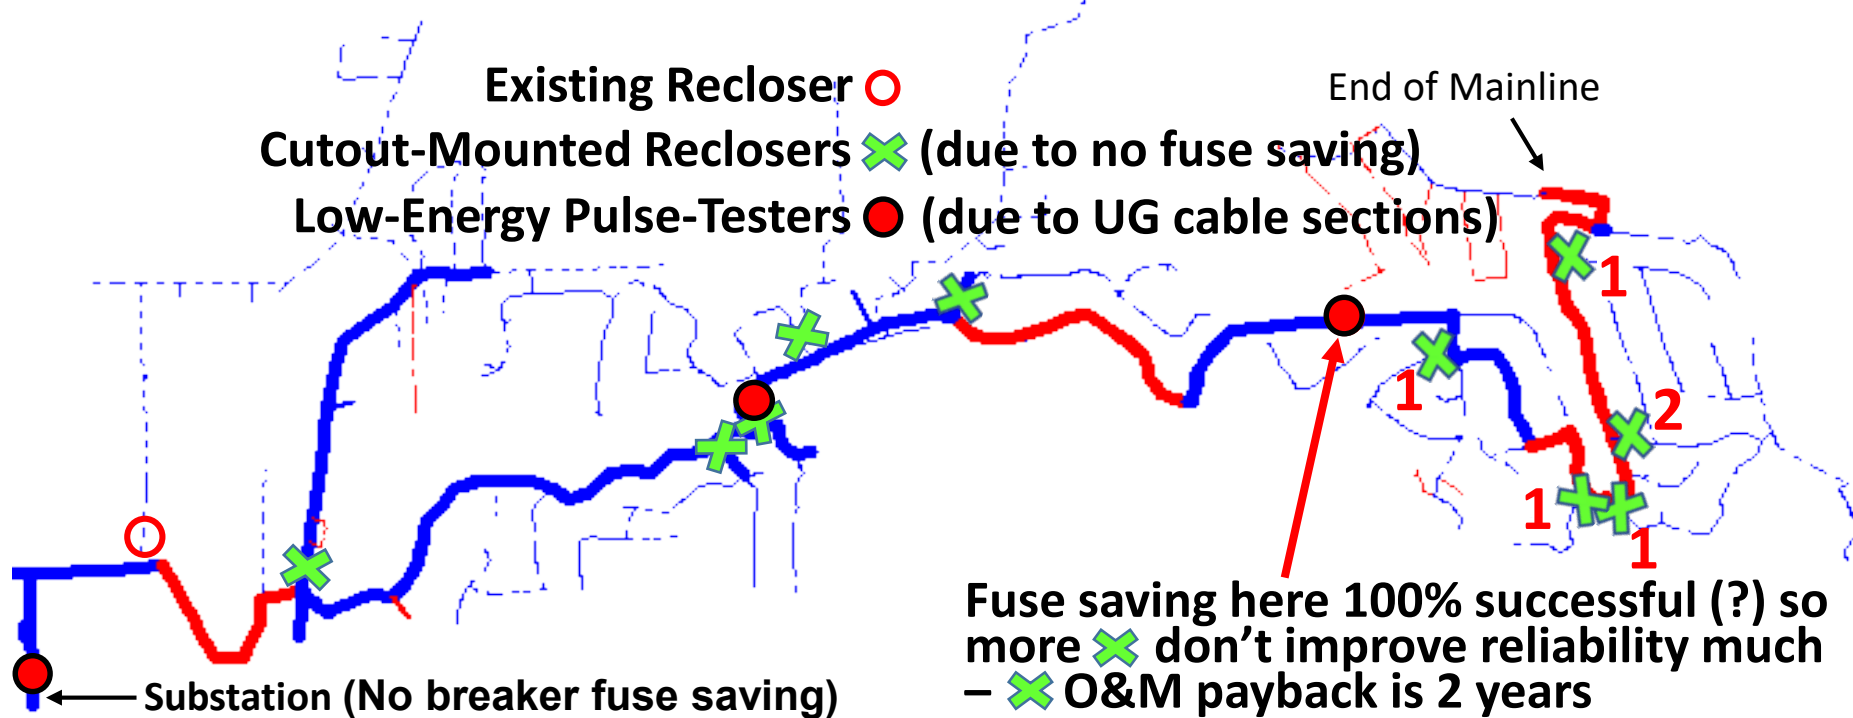 Existing Recloser
End of Mainline
Cutout-Mounted Reclosers (due to no fuse saving)
Low-Energy Pulse-Testers (due to UG cable sections)
1
1
2
1
1
Fuse saving here 100% successful (?) so
more don’t improve reliability much
– O&M payback is 2 years
Substation (No breaker fuse saving)